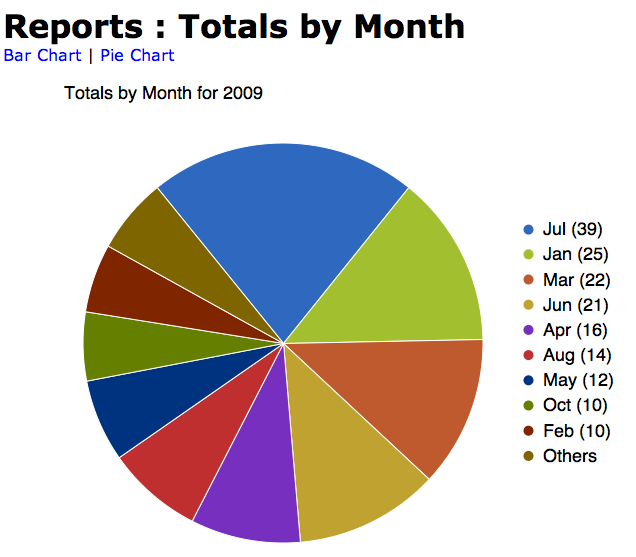 Reports : Totals by Month
Bar Chart | Pie Chart
Totals by Month for 2009
Jul (39)
Jan (25)
Mar (22)
Jun (21)
Apr (16)
Aug (14)
May (12)
Oct (10)
Feb (10)
Others